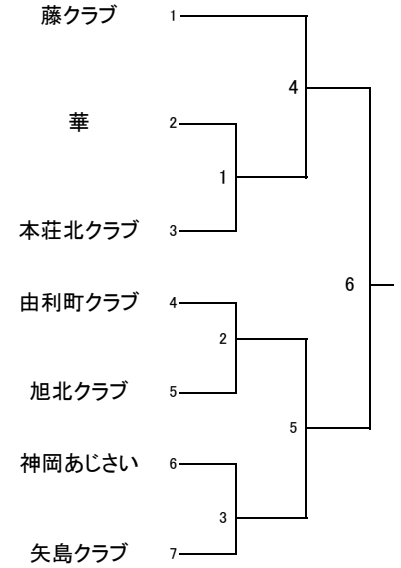 藤クラブ 1
4
華 2
1
本荘北クラブ 3
6
由利町クラブ 4
2
旭北クラブ 5
5
神岡あじさい 6
3
矢島クラブ 7